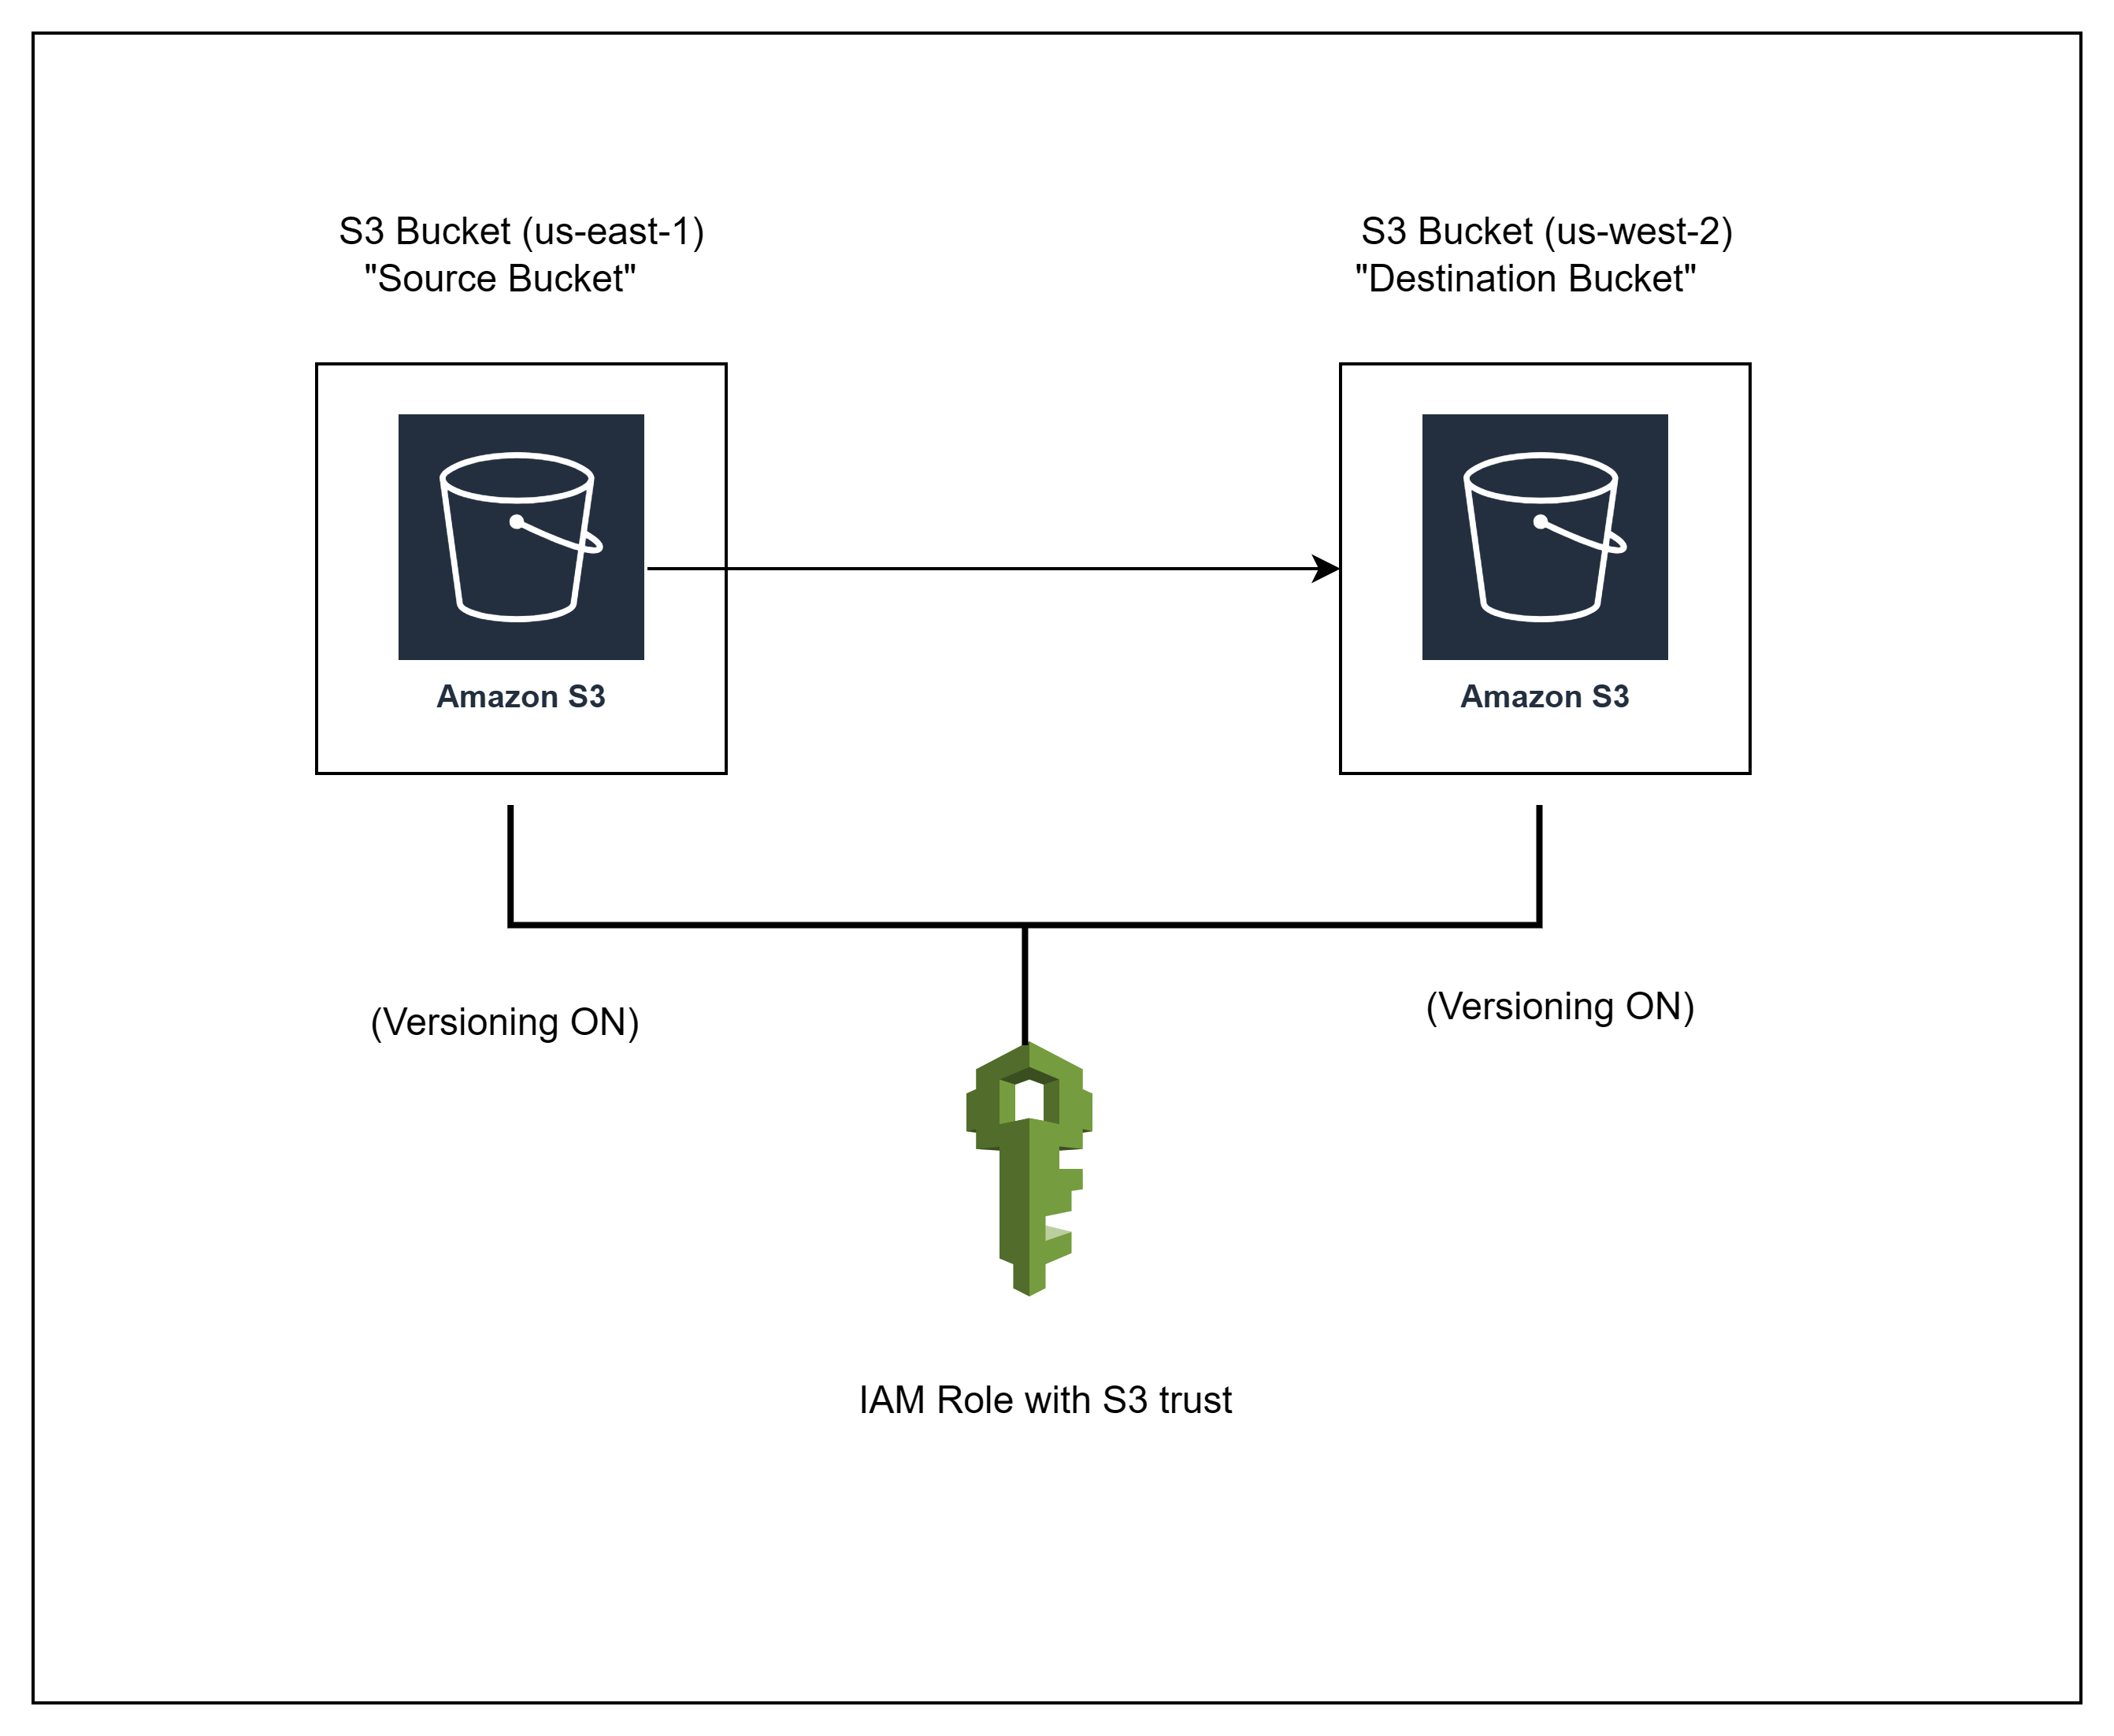 S3 Bucket (us-east-1)
"Source Bucket"
S3 Bucket (us-west-2)
"Destination Bucket"
Amazon S3
Amazon S3
(Versioning ON)
(Versioning ON)
IAM Role with S3 trust